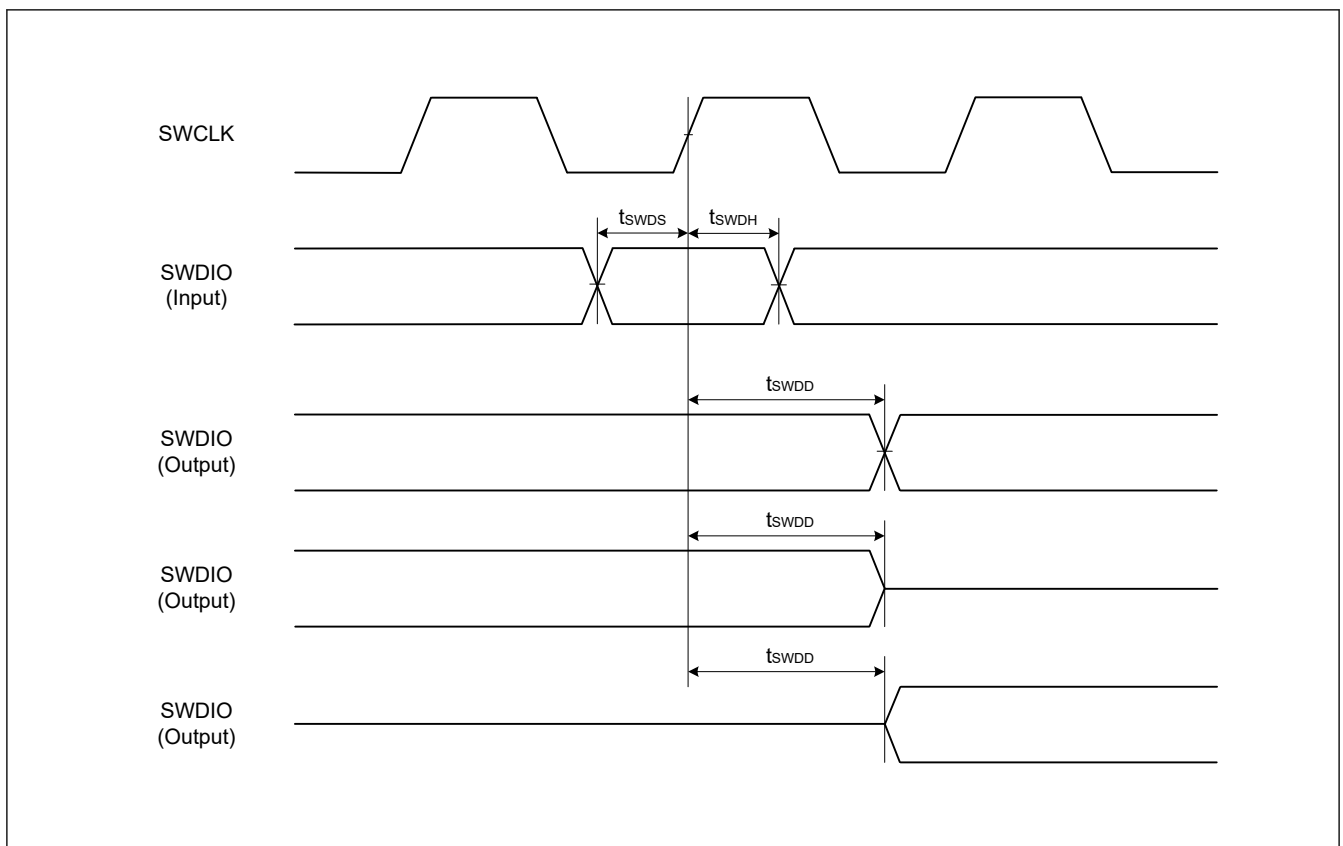 SWCLK
tSWDS
tSWDH
SWDIO
(Input)
tSWDD
SWDIO
(Output)
tSWDD
SWDIO
(Output)
tSWDD
SWDIO
(Output)